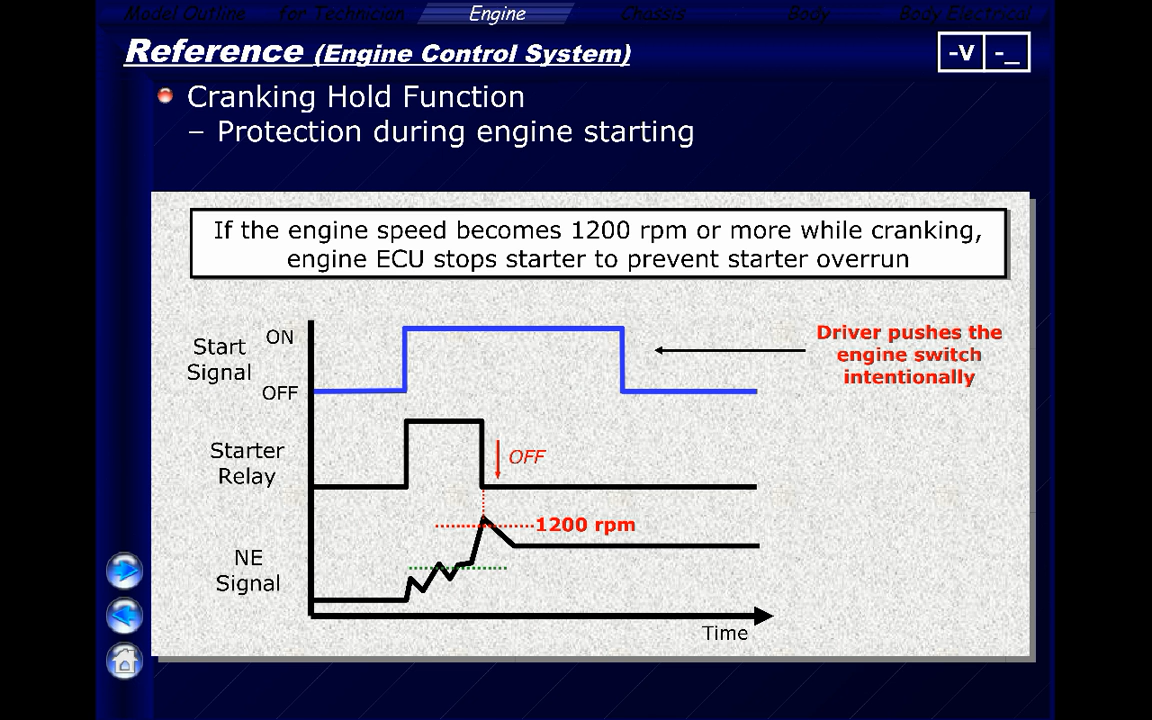 Model Outline for Technician Engine Chassis Body Body Electrical
Reference (Engine Control System)
-V -_
Cranking Hold Function
– Protection during engine starting
If the engine speed becomes 1200 rpm or more while cranking,
engine ECU stops starter to prevent starter overrun
Start
Signal
ON
OFF
Driver pushes the
engine switch
intentionally
Starter
Relay
OFF
1200 rpm
NE
Signal
Time